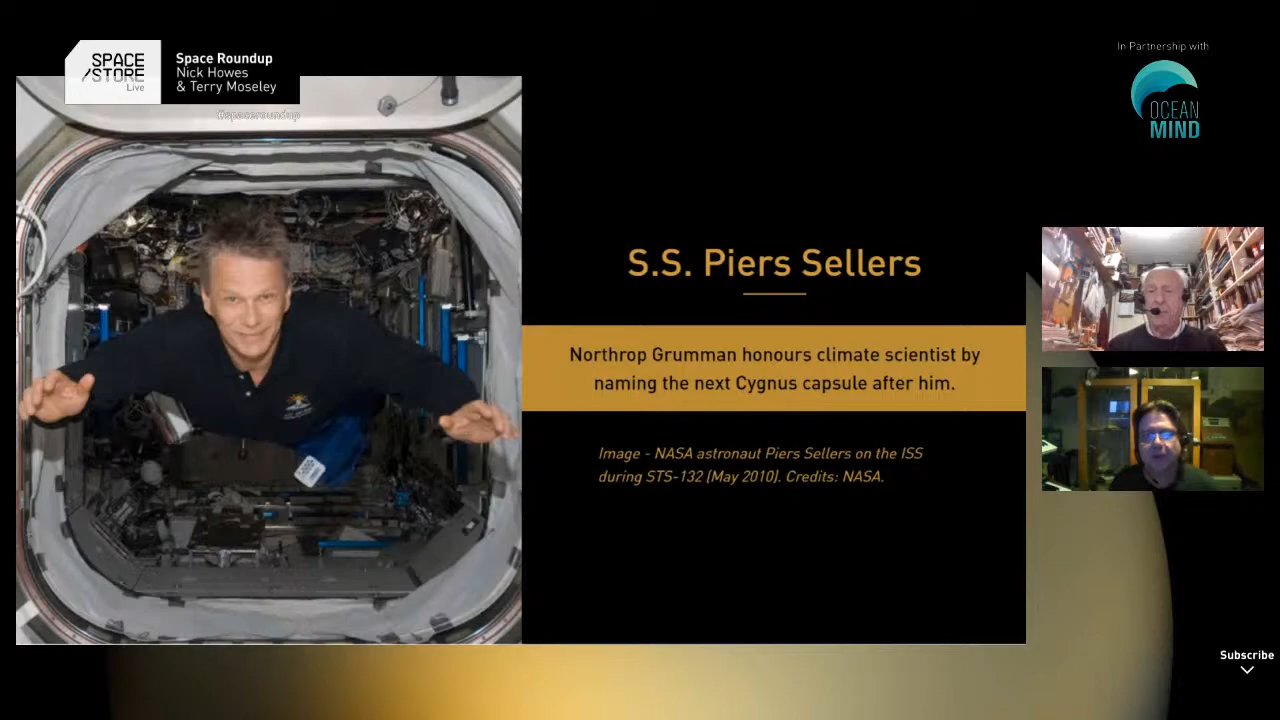 SPACE
/STORE
Live
Space Roundup
Nick Howes
& Terry Moseley
#spaceroundup
In Partnership with
OCEAN
MIND
S.S. Piers Sellers
Northrop Grumman honours climate scientist by
naming the next Cygnus capsule after him.
Image - NASA astronaut Piers Sellers on the ISS
during STS-132 (May 2010). Credits: NASA.
Subscribe